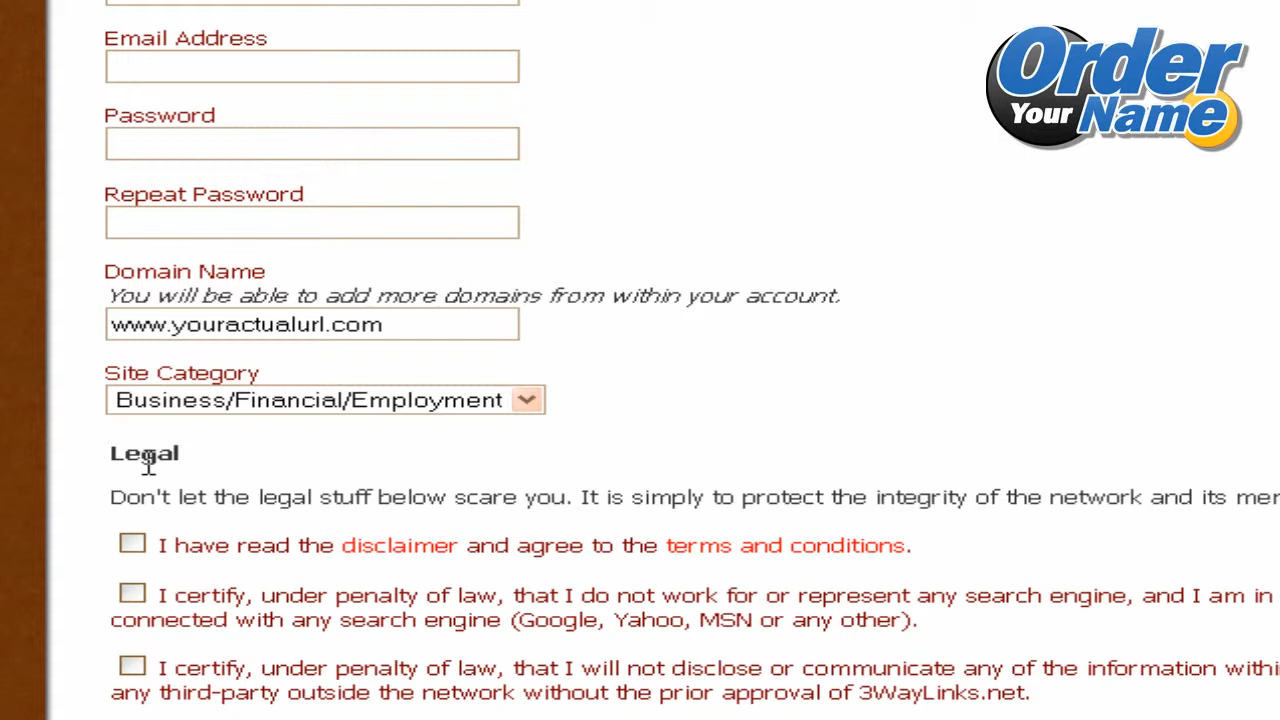 Email Address
Order
Your Name
Password
Repeat Password
Domain Name
You will be able to add more domains from within your account.
www.youractualurl.com
Site Category
Business/Financial/Employment
Legal
Don't let the legal stuff below scare you. It is simply to protect the integrity of the network and its mer
I have read the disclaimer and agree to the terms and conditions.
I certify, under penalty of law, that I do not work for or represent any search engine, and I am in
connected with any search engine (Google, Yahoo, MSN or any other).
I certify, under penalty of law, that I will not disclose or communicate any of the information withi
any third-party outside the network without the prior approval of 3WayLinks.net.